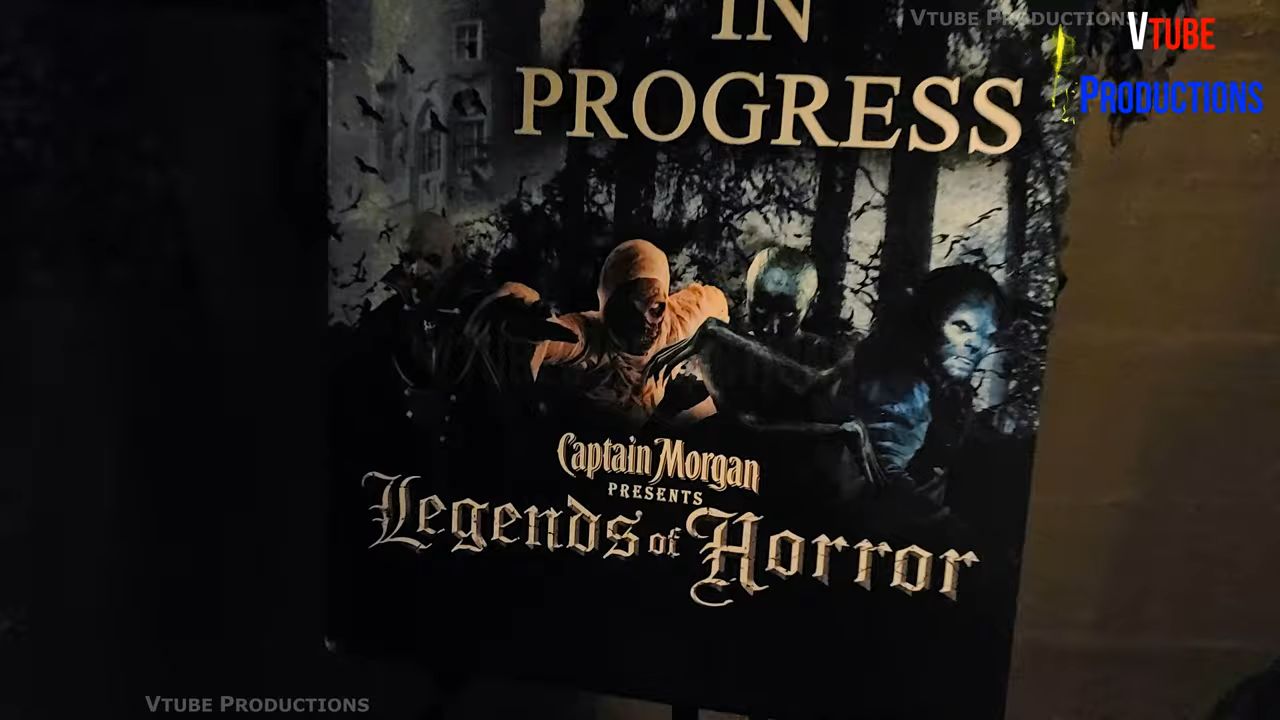 IN
PROGRESS
Captain Morgan
PRESENTS
Legends of Horror
VTUBE PRODUCTIONS
VTUBE
PRODUCTIONS
VTUBE PRODUCTIONS